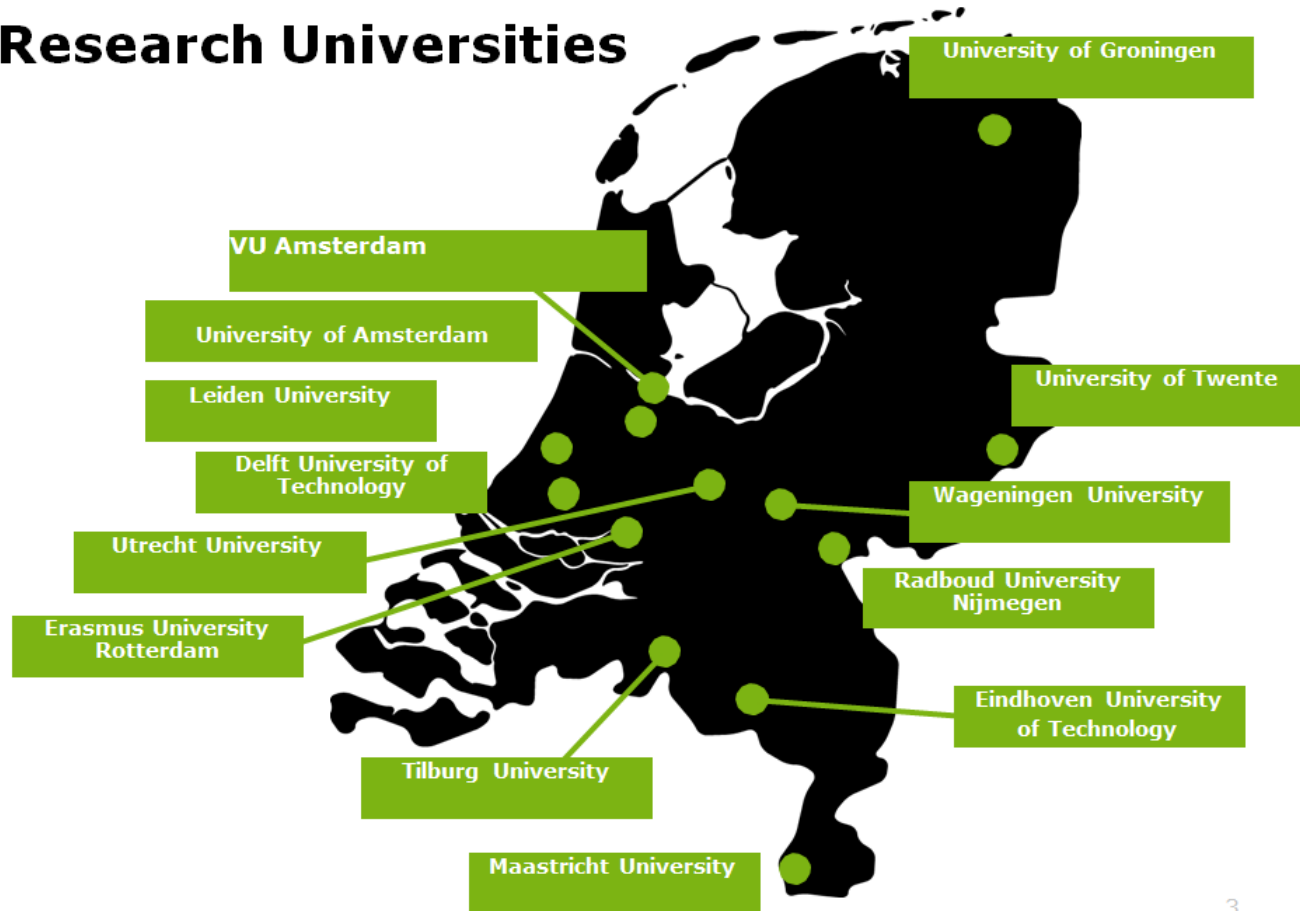 Research Universities
University of Groningen
VU Amsterdam
University of Amsterdam
Leiden University
University of Twente
Delft University of
Technology
Wageningen University
Utrecht University
Radboud University
Nijmegen
Erasmus University
Rotterdam
Eindhoven University
of Technology
Tilburg University
Maastricht University
3